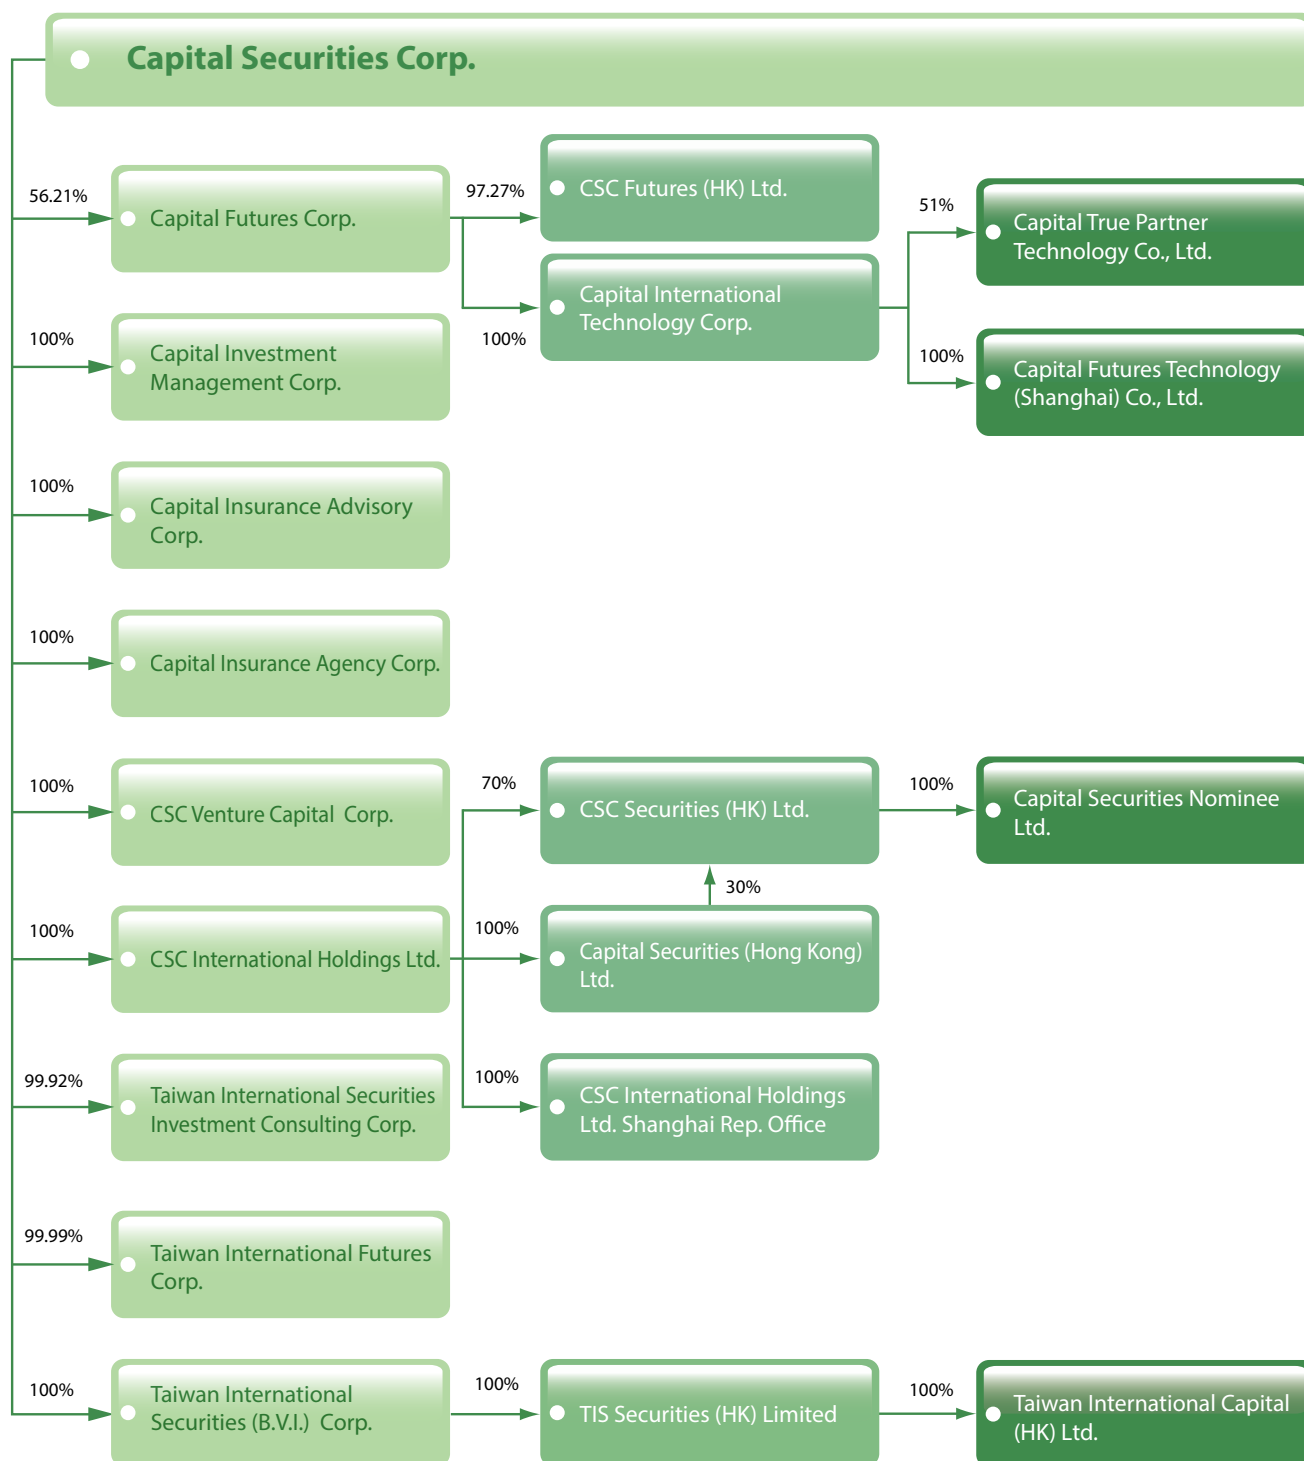 Capital Securities Corp.
56.21%
Capital Futures Corp.
97.27%
CSC Futures (HK) Ltd.
100%
Capital International
Technology Corp.
51%
Capital True Partner
Technology Co., Ltd.
100%
Capital Futures Technology
(Shanghai) Co., Ltd.
100%
Capital Investment
Management Corp.
100%
Capital Insurance Advisory
Corp.
100%
Capital Insurance Agency Corp.
100%
CSC Venture Capital Corp.
70%
CSC Securities (HK) Ltd.
100%
Capital Securities Nominee
Ltd.
30%
100%
CSC International Holdings Ltd.
100%
Capital Securities (Hong Kong)
Ltd.
99.92%
Taiwan International Securities
Investment Consulting Corp.
100%
CSC International Holdings
Ltd. Shanghai Rep. Office
99.99%
Taiwan International Futures
Corp.
100%
Taiwan International
Securities (B.V.I.) Corp.
100%
TIS Securities (HK) Limited
100%
Taiwan International Capital
(HK) Ltd.